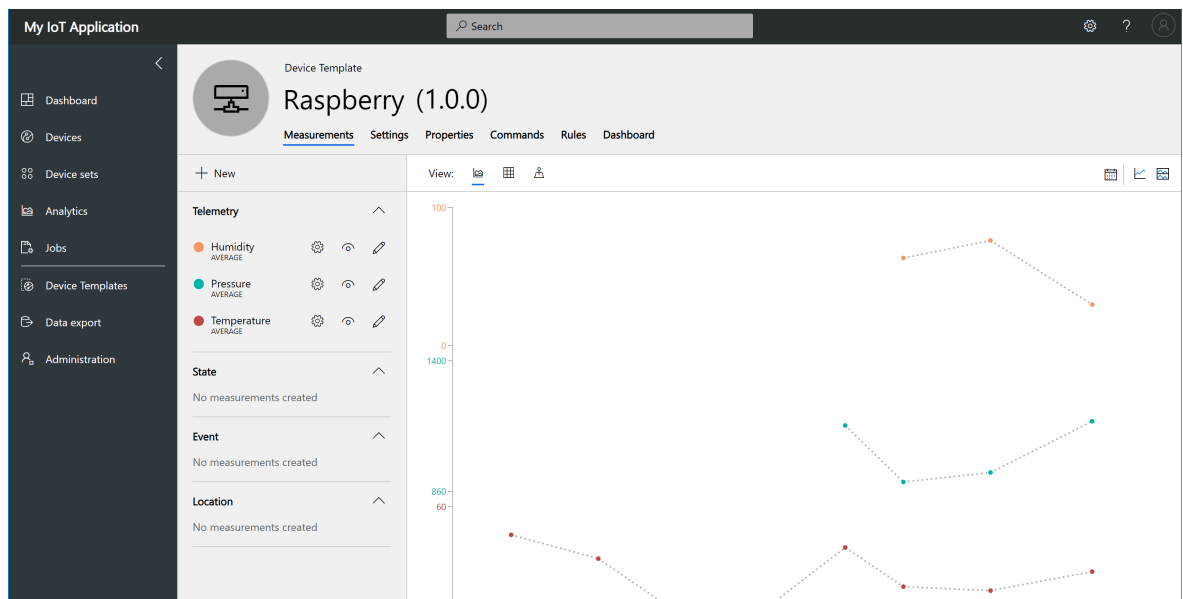 My IoT Application
Search
?
Device Template
Raspberry (1.0.0)
Measurements Settings Properties Commands Rules Dashboard
Dashboard
Devices
Device sets
Analytics
Jobs
Device Templates
Data export
Administration
New
View:
Telemetry
Humidity
AVERAGE
Pressure
AVERAGE
Temperature
AVERAGE
State
No measurements created
Event
No measurements created
Location
No measurements created
100
0
1400
860
60